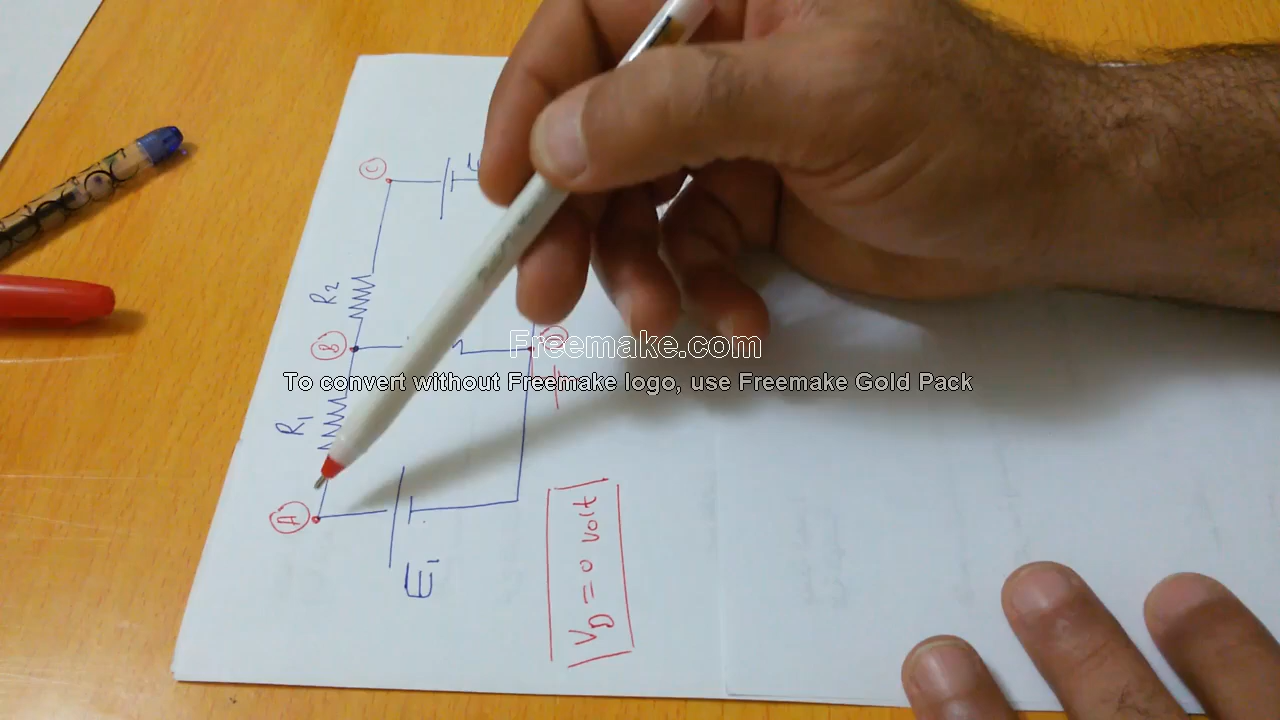 C
R2
B
R1
A
E1
VD = 0 volt
Freemake.com
To convert without Freemake logo, use Freemake Gold Pack